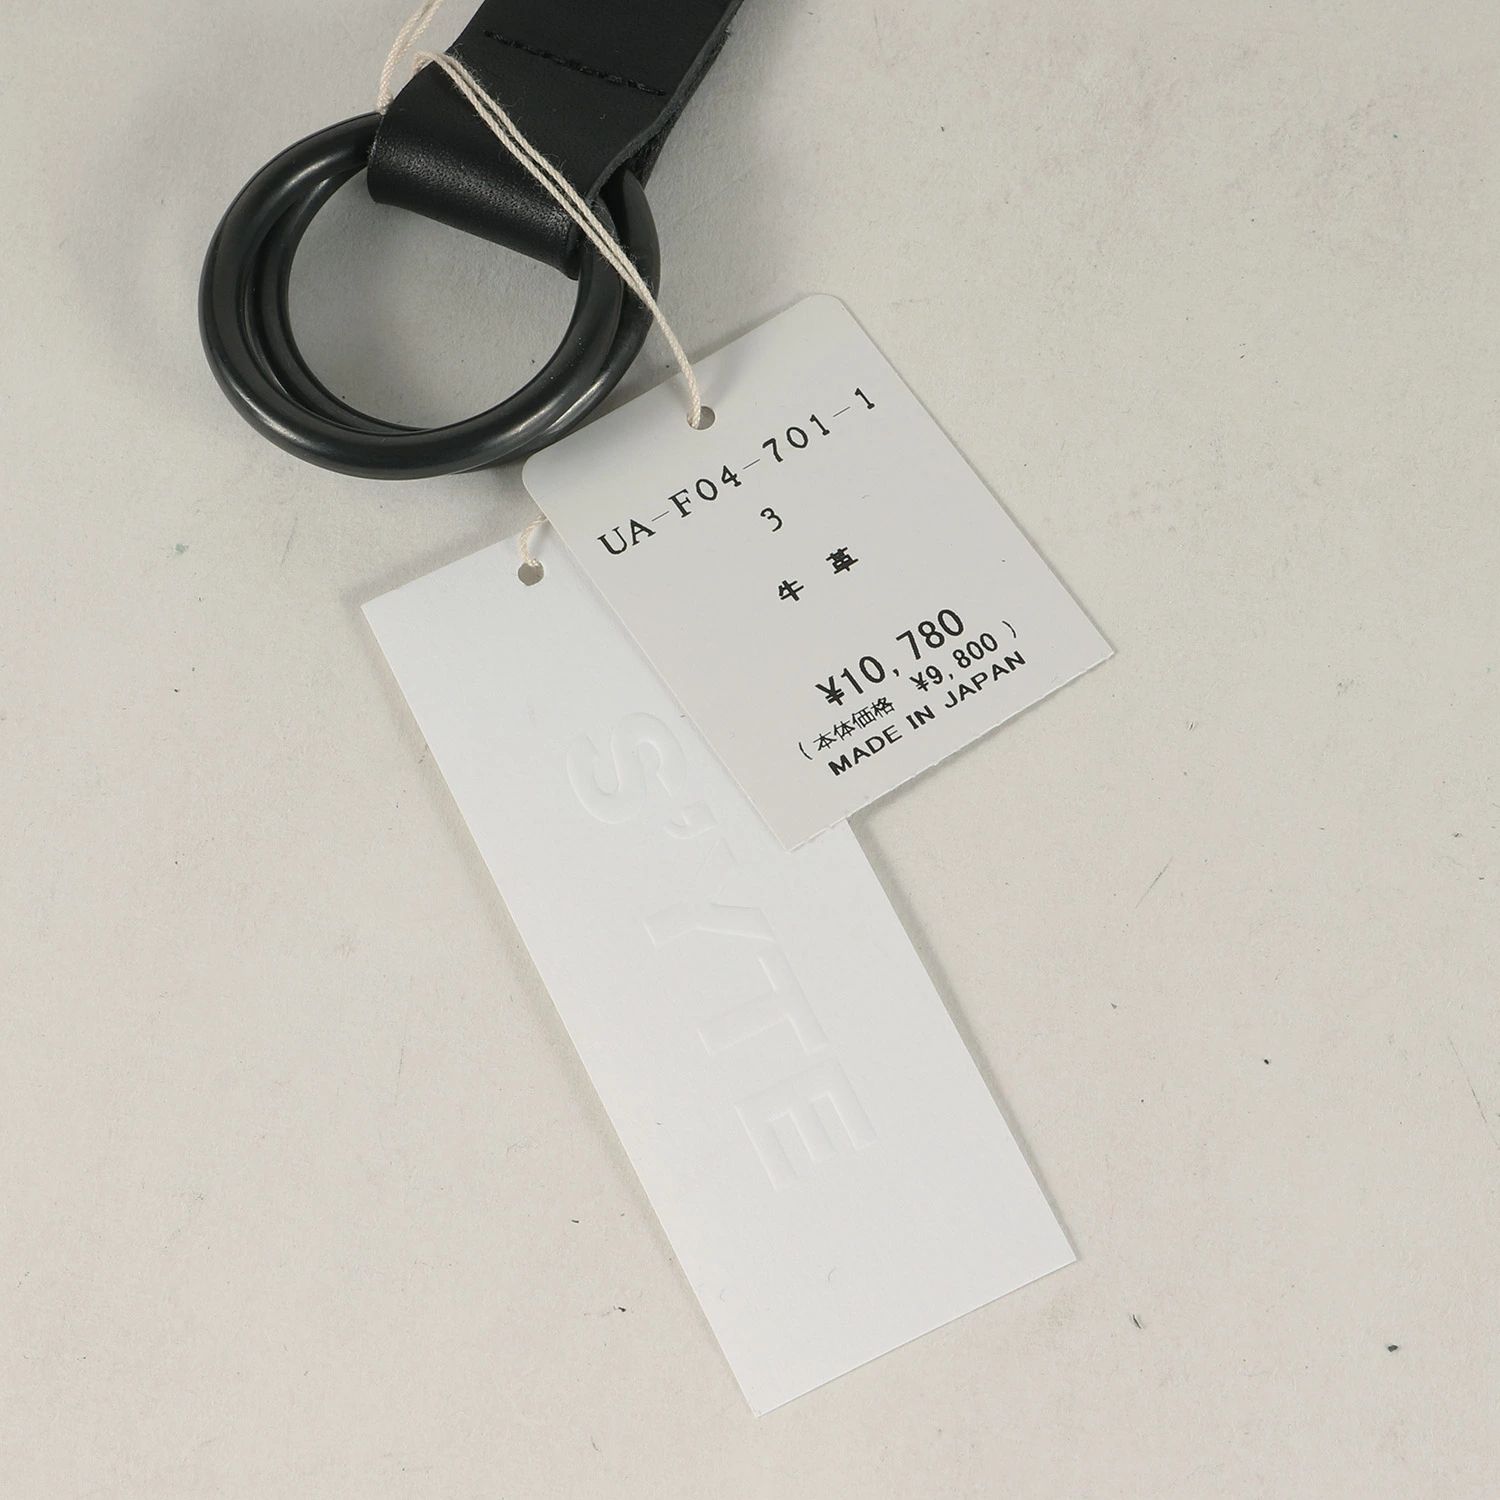 UA-F04-701-1
3
牛革
¥10,780
(本体価格 ¥9,800)
MADE IN JAPAN
S'YTE